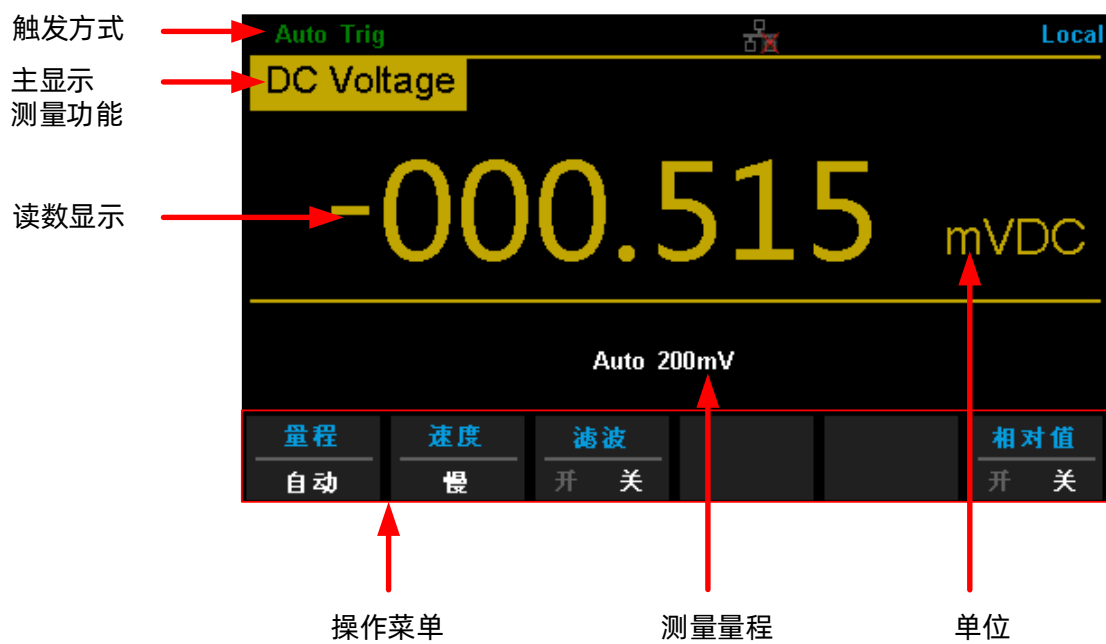 触发方式
Auto Trig
Local
主显示
测量功能
DC Voltage
读数显示
-000.515
mVDC
Auto 200mV
量程
速度
滤波
相对值
自动
慢
开 关
开 关
操作菜单
测量量程
单位